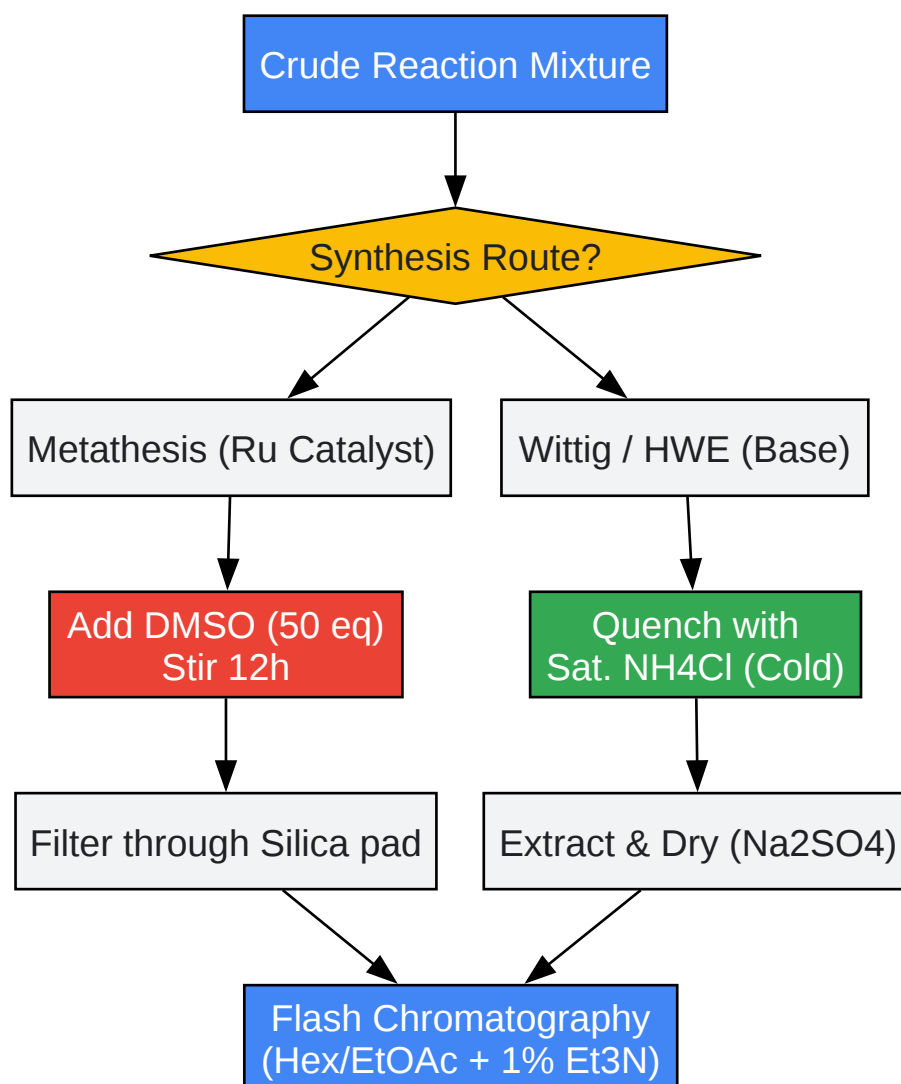 Crude Reaction Mixture
Synthesis Route?
Metathesis (Ru Catalyst)
Wittig / HWE (Base)
Add DMSO (50 eq)
Stir 12h
Quench with
Sat. NH4Cl (Cold)
Filter through Silica pad
Extract & Dry (Na2SO4)
Flash Chromatography
(Hex/EtOAc + 1% Et3N)